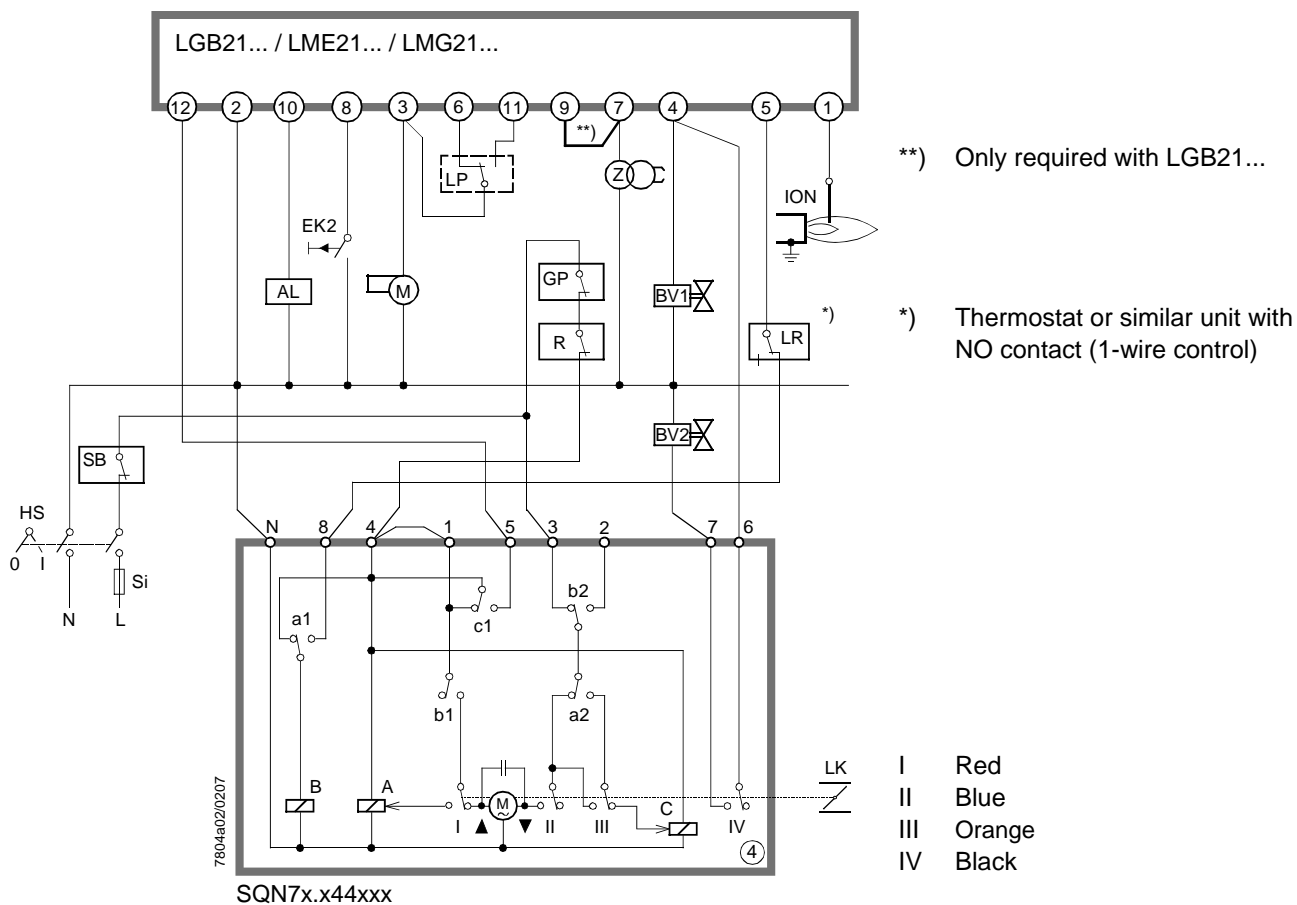 LGB21... / LME21... / LMG21...
12 2 10 8 3 6 11 9 7 4 5 1
**)
**) Only required with LGB21...
LP
Z
ION
EK2
GP
AL
M
BV1
*)
*) Thermostat or similar unit with
NO contact (1-wire control)
R
LR
SB
BV2
HS
0 I
Si
N L
N 8 4 1 5 3 2 7 6
a1
c1
b2
b1
a2
B
A
M
~
C
I ▲ ▼ II III IV
4
LK
I Red
II Blue
III Orange
IV Black
7804a02/0207
SQN7x.x44xxx